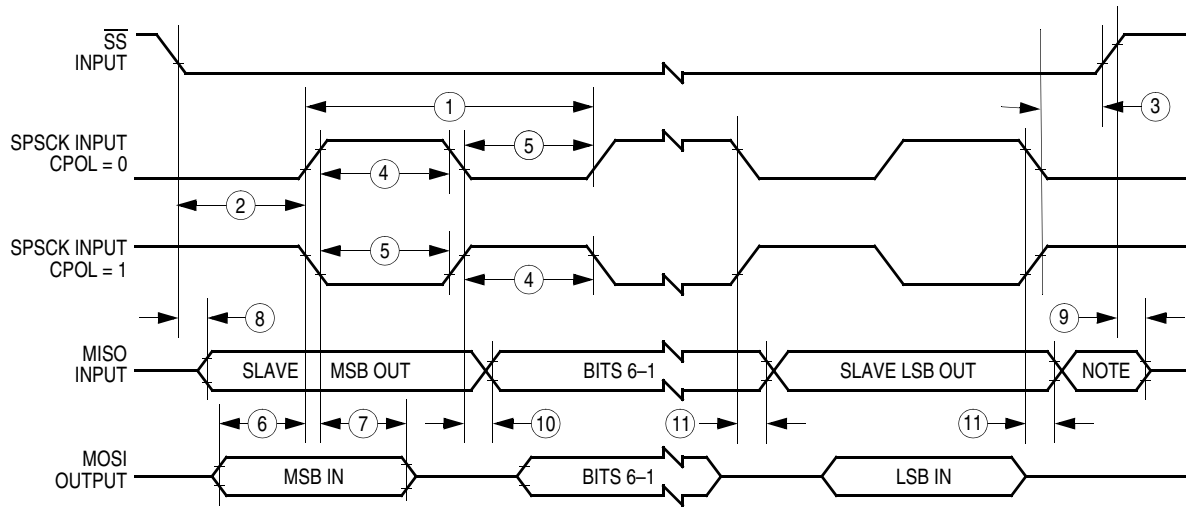 SS
INPUT
1
3
SPSCK INPUT
CPOL = 0
5
4
2
SPSCK INPUT
CPOL = 1
5
4
8
9
MISO
INPUT
SLAVE MSB OUT
BITS 6–1
SLAVE LSB OUT
NOTE
6
7
10
11
11
MOSI
OUTPUT
MSB IN
BITS 6–1
LSB IN